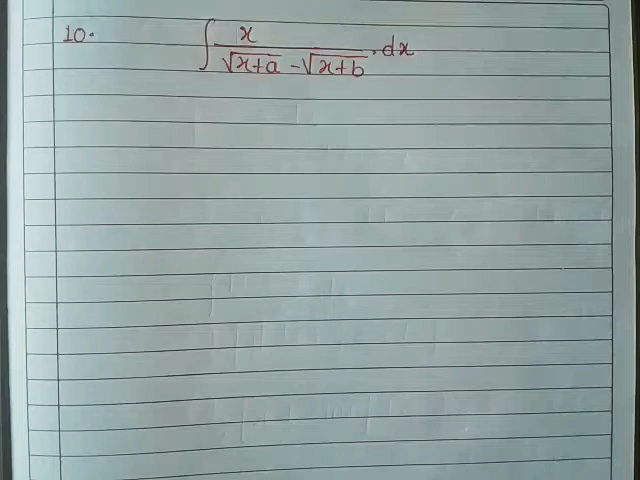 10. ∫ x / (√(x+a) - √(x+b)) . dx